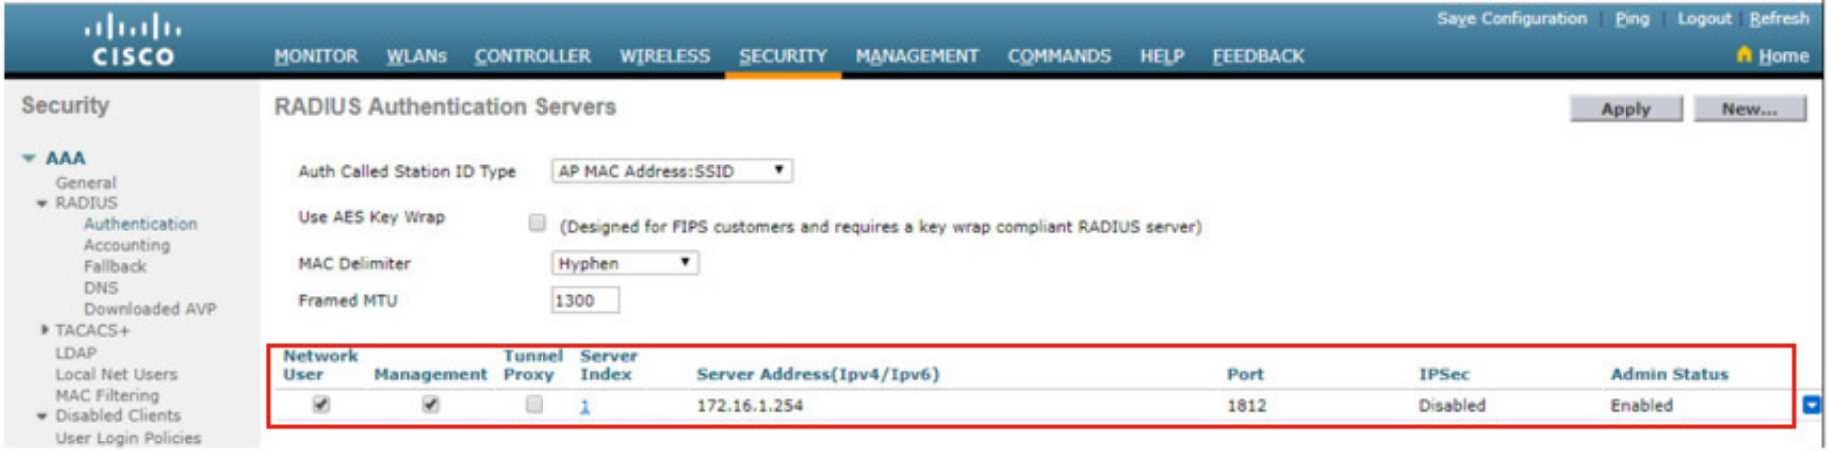 Save Configuration | Ping | Logout | Refresh
CISCO
MONITOR WLANs CONTROLLER WIRELESS SECURITY MANAGEMENT COMMANDS HELP FEEDBACK Home
Security
AAA
General
RADIUS
Authentication
Accounting
Fallback
DNS
Downloaded AVP
TACACS+
LDAP
Local Net Users
MAC Filtering
Disabled Clients
User Login Policies
RADIUS Authentication Servers
Apply New...
Auth Called Station ID Type AP MAC Address:SSID
Use AES Key Wrap (Designed for FIPS customers and requires a key wrap compliant RADIUS server)
MAC Delimiter Hyphen
Framed MTU 1300
Network User Management Tunnel Proxy Server Index Server Address(Ipv4/Ipv6) Port IPSec Admin Status
1 172.16.1.254 1812 Disabled Enabled